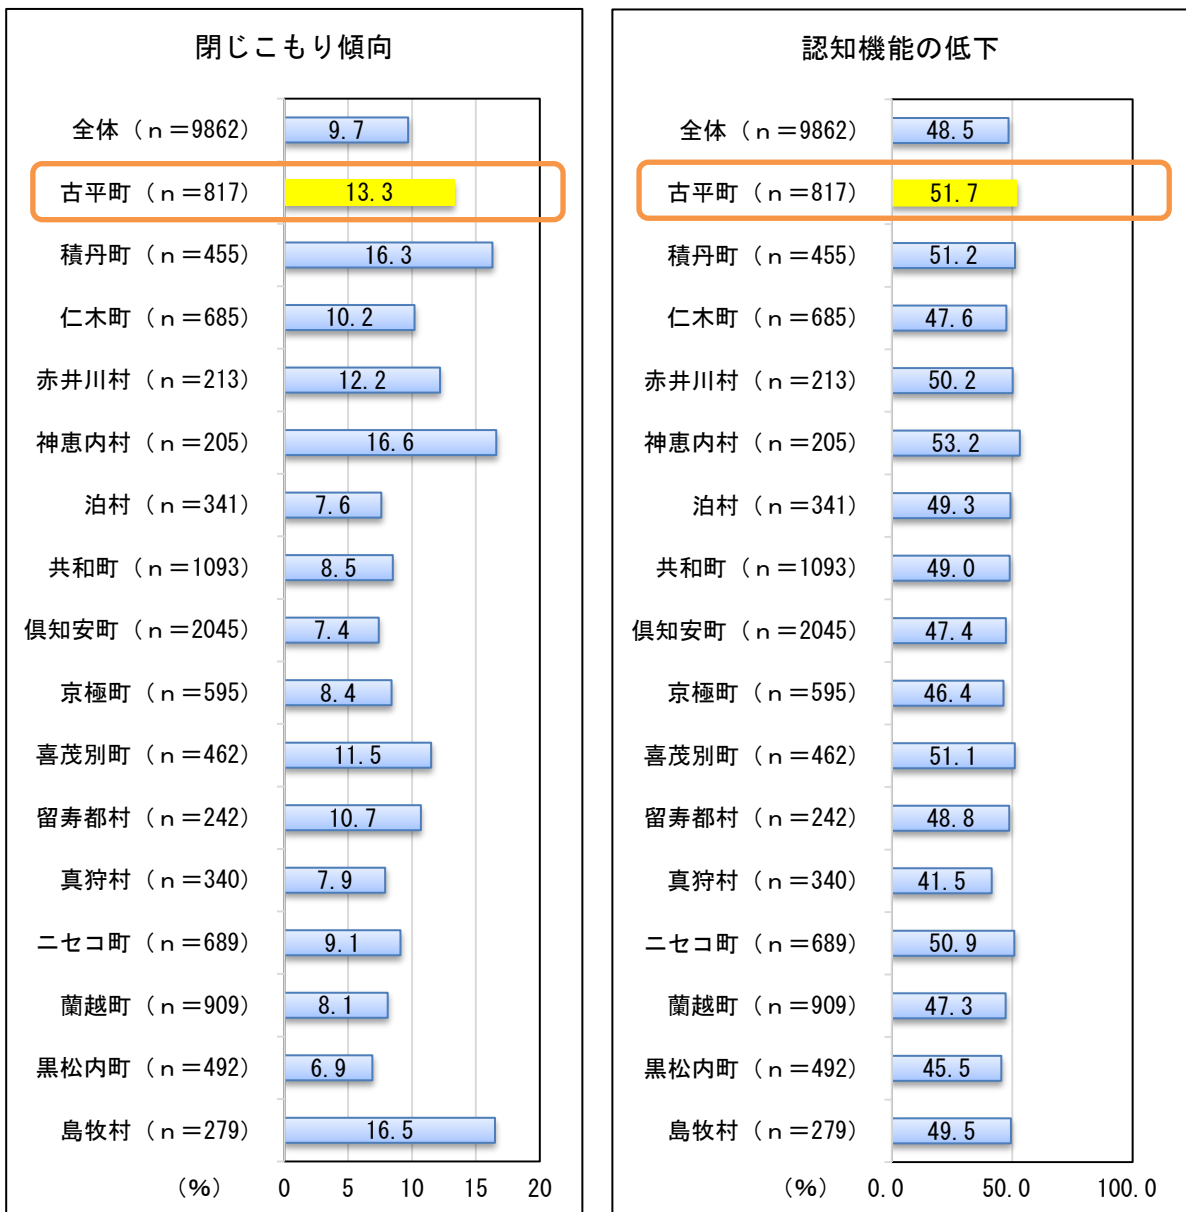 閉じこもり傾向
全体（ｎ＝9862） 9.7
古平町（ｎ＝817） 13.3
積丹町（ｎ＝455） 16.3
仁木町（ｎ＝685） 10.2
赤井川村（ｎ＝213） 12.2
神恵内村（ｎ＝205） 16.6
泊村（ｎ＝341） 7.6
共和町（ｎ＝1093） 8.5
倶知安町（ｎ＝2045） 7.4
京極町（ｎ＝595） 8.4
喜茂別町（ｎ＝462） 11.5
留寿都村（ｎ＝242） 10.7
真狩村（ｎ＝340） 7.9
ニセコ町（ｎ＝689） 9.1
蘭越町（ｎ＝909） 8.1
黒松内町（ｎ＝492） 6.9
島牧村（ｎ＝279） 16.5
（%） 0 5 10 15 20
認知機能の低下
全体（ｎ＝9862） 48.5
古平町（ｎ＝817） 51.7
積丹町（ｎ＝455） 51.2
仁木町（ｎ＝685） 47.6
赤井川村（ｎ＝213） 50.2
神恵内村（ｎ＝205） 53.2
泊村（ｎ＝341） 49.3
共和町（ｎ＝1093） 49.0
倶知安町（ｎ＝2045） 47.4
京極町（ｎ＝595） 46.4
喜茂別町（ｎ＝462） 51.1
留寿都村（ｎ＝242） 48.8
真狩村（ｎ＝340） 41.5
ニセコ町（ｎ＝689） 50.9
蘭越町（ｎ＝909） 47.3
黒松内町（ｎ＝492） 45.5
島牧村（ｎ＝279） 49.5
（%） 0.0 50.0 100.0